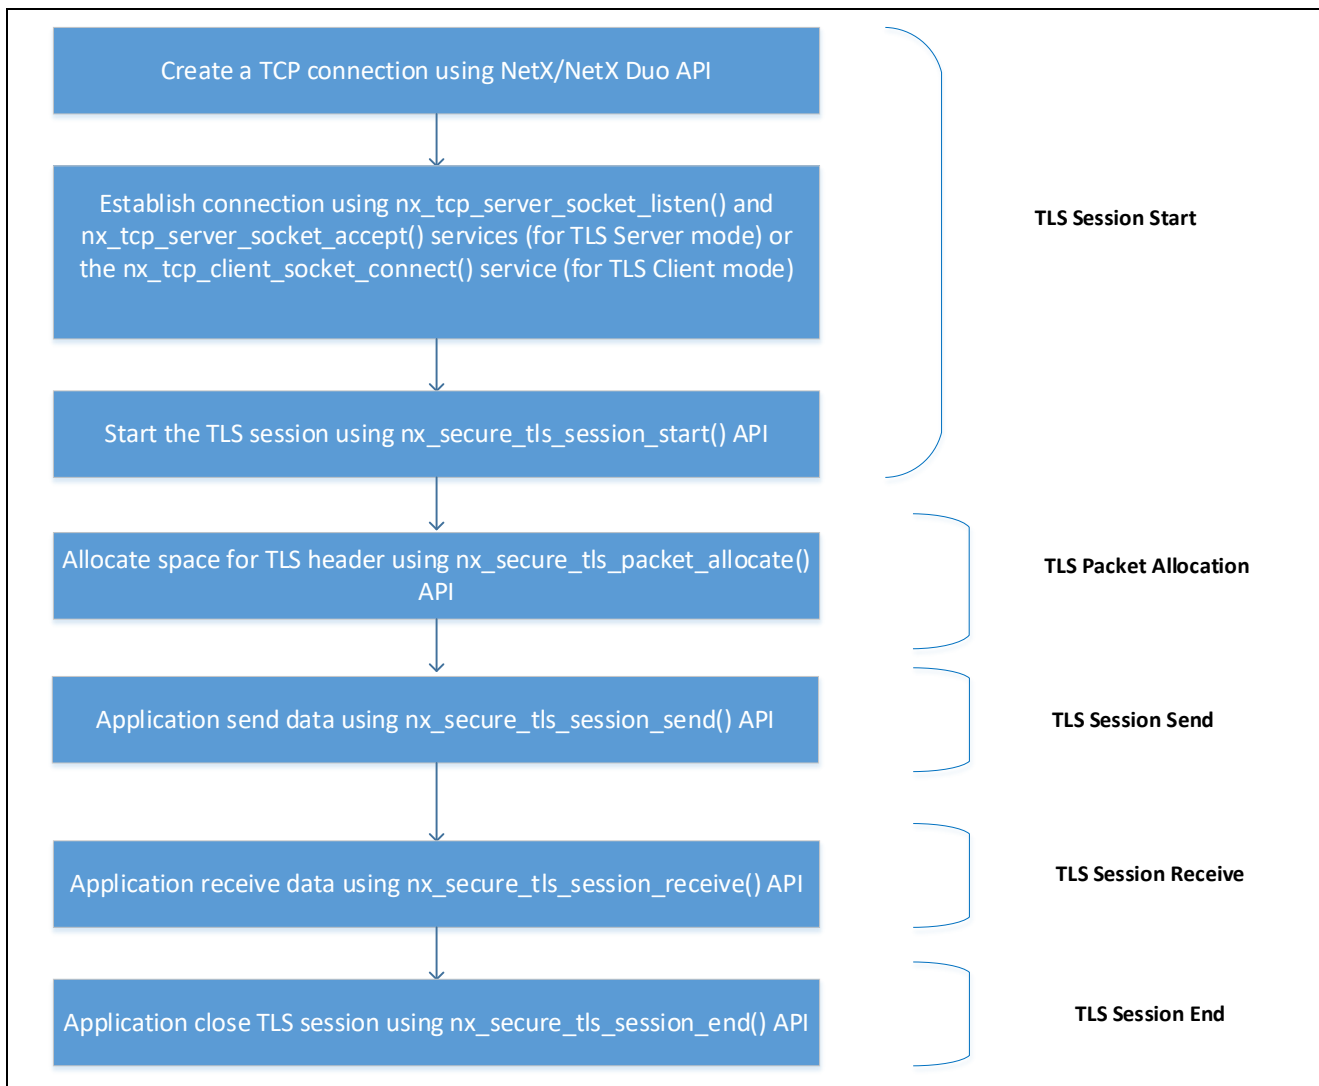 Create a TCP connection using NetX/NetX Duo API
Establish connection using nx_tcp_server_socket_listen() and
nx_tcp_server_socket_accept() services (for TLS Server mode) or
the nx_tcp_client_socket_connect() service (for TLS Client mode)
TLS Session Start
Start the TLS session using nx_secure_tls_session_start() API
Allocate space for TLS header using nx_secure_tls_packet_allocate()
API
TLS Packet Allocation
Application send data using nx_secure_tls_session_send() API
TLS Session Send
Application receive data using nx_secure_tls_session_receive() API
TLS Session Receive
Application close TLS session using nx_secure_tls_session_end() API
TLS Session End